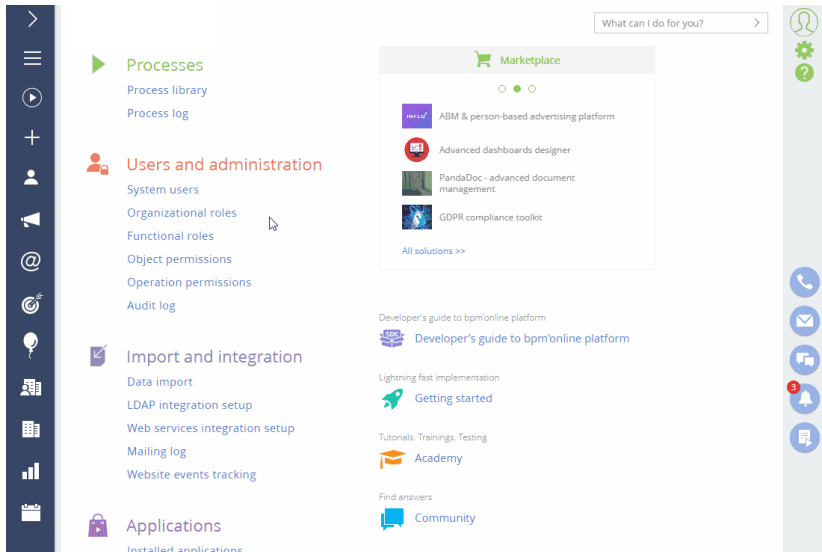 What can I do for you?
Processes
Process library
Process log
Users and administration
System users
Organizational roles
Functional roles
Object permissions
Operation permissions
Audit log
Import and integration
Data import
LDAP integration setup
Web services integration setup
Mailing log
Website events tracking
Applications
Installed applications
Marketplace
INFLU
ABM & person-based advertising platform
Advanced dashboards designer
PandaDoc - advanced document
management
GDPR compliance toolkit
All solutions >>
Developer's guide to bpm'online platform
SDK
Developer's guide to bpm'online platform
Lightning fast implementation
Getting started
Tutorials. Trainings. Testing
Academy
Find answers
Community
3